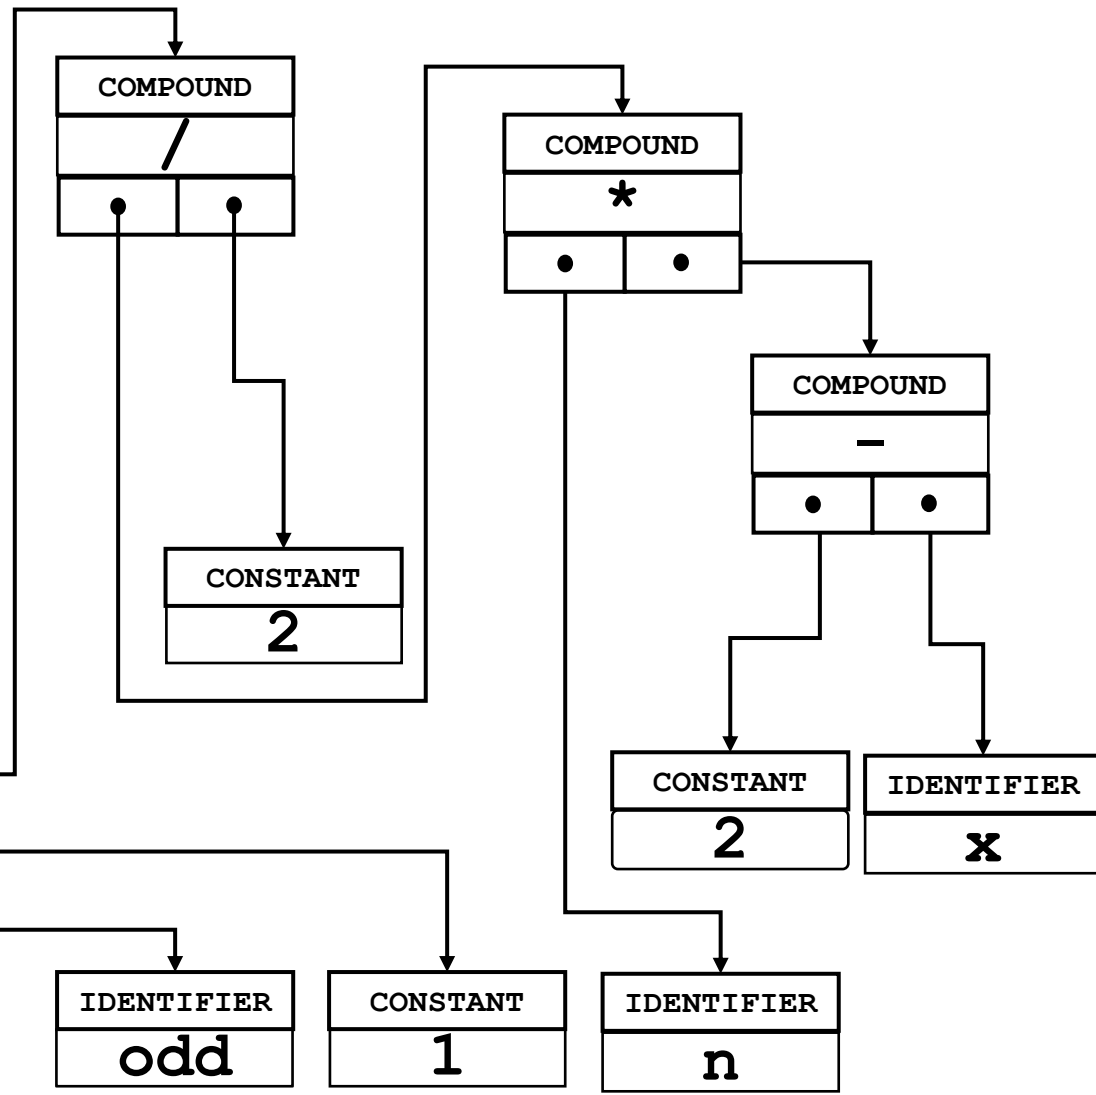 COMPOUND
/
COMPOUND
*
COMPOUND
-
CONSTANT
2
CONSTANT
2
IDENTIFIER
x
IDENTIFIER
odd
CONSTANT
1
IDENTIFIER
n